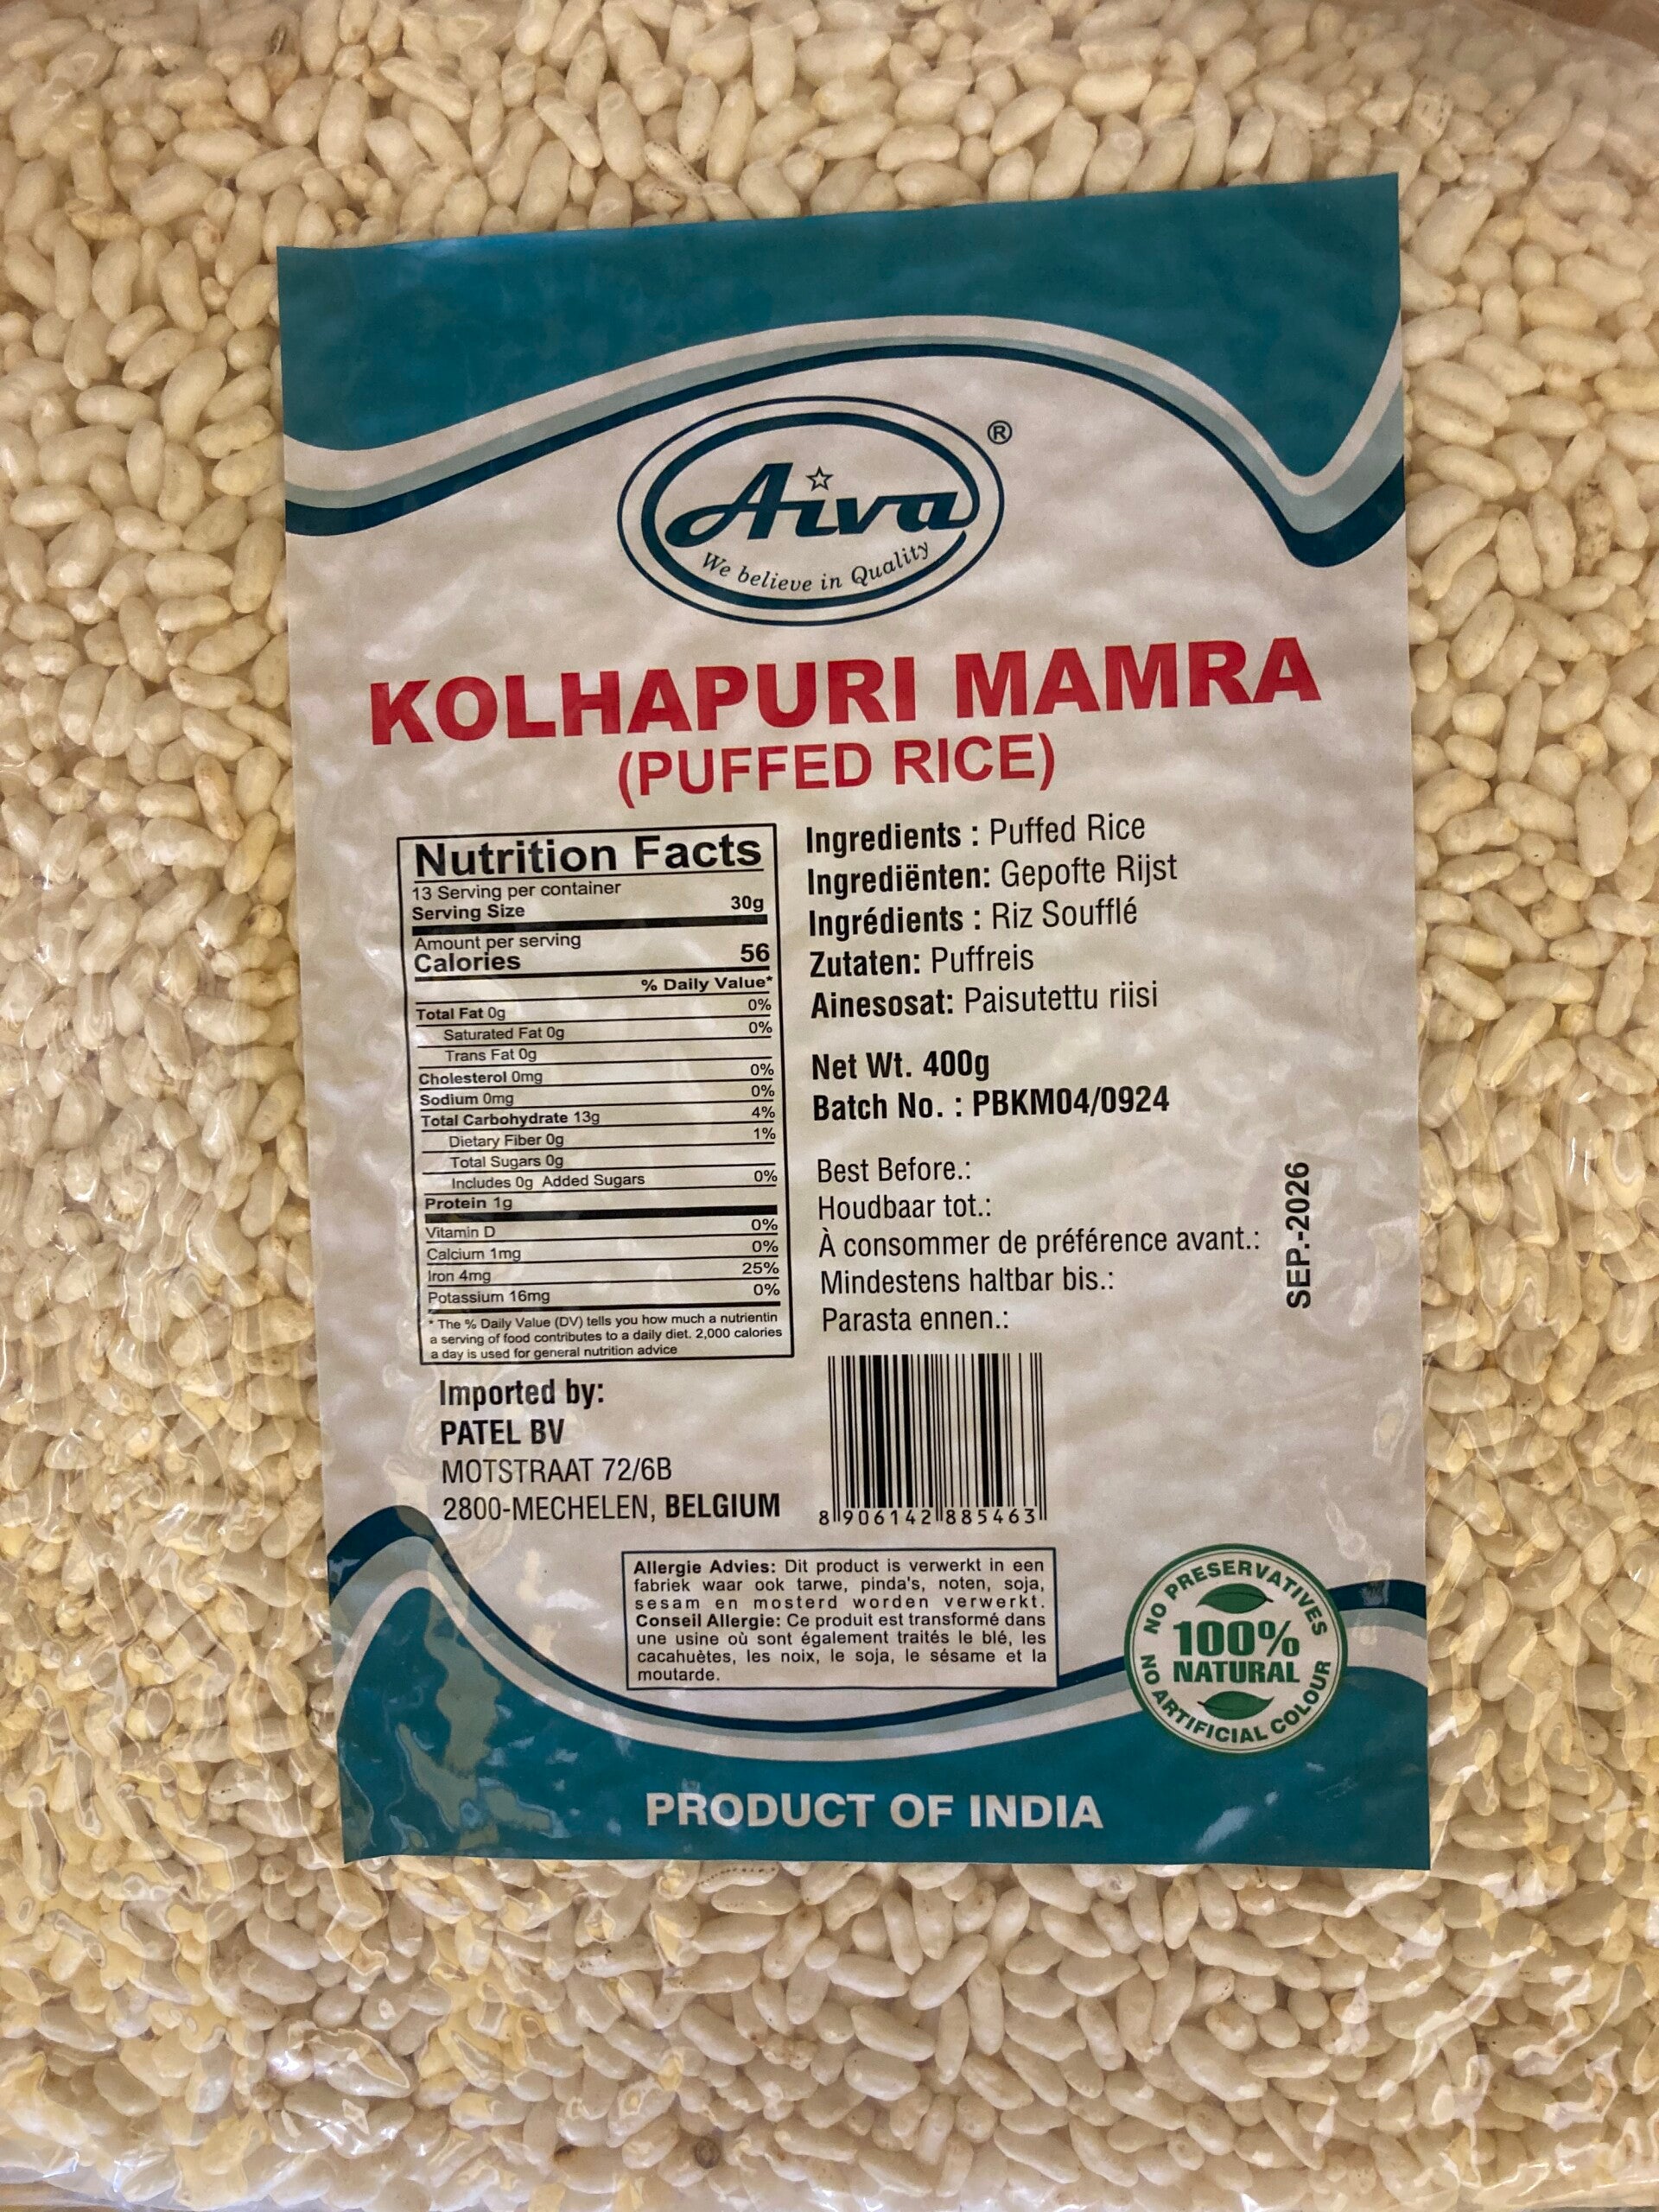 Aiva ®
We believe in Quality
KOLHAPURI MAMRA
(PUFFED RICE)
Nutrition Facts
13 Serving per container
Serving Size 30g
Amount per serving
Calories 56
% Daily Value*
Total Fat 0g 0%
Saturated Fat 0g 0%
Trans Fat 0g
Cholesterol 0mg 0%
Sodium 0mg 0%
Total Carbohydrate 13g 4%
Dietary Fiber 0g 1%
Total Sugars 0g
Includes 0g Added Sugars 0%
Protein 1g
Vitamin D 0%
Calcium 1mg 0%
Iron 4mg 25%
Potassium 16mg 0%
* The % Daily Value (DV) tells you how much a nutrientin
a serving of food contributes to a daily diet. 2,000 calories
a day is used for general nutrition advice
Ingredients : Puffed Rice
Ingrediënten: Gepofte Rijst
Ingrédients : Riz Soufflé
Zutaten: Puffreis
Ainesosat: Paisutettu riisi
Net Wt. 400g
Batch No. : PBKM04/0924
Best Before.:
Houdbaar tot.:
À consommer de préférence avant.:
Mindestens haltbar bis.:
Parasta ennen.:
SEP.-2026
Imported by:
PATEL BV
MOTSTRAAT 72/6B
2800-MECHELEN, BELGIUM
8 906142 885463
Allergie Advies: Dit product is verwerkt in een
fabriek waar ook tarwe, pinda's, noten, soja,
sesam en mosterd worden verwerkt.
Conseil Allergie: Ce produit est transformé dans
une usine où sont également traités le blé, les
cacahuètes, les noix, le soja, le sésame et la
moutarde.
NO PRESERVATIVES
100%
NATURAL
NO ARTIFICIAL COLOUR
PRODUCT OF INDIA